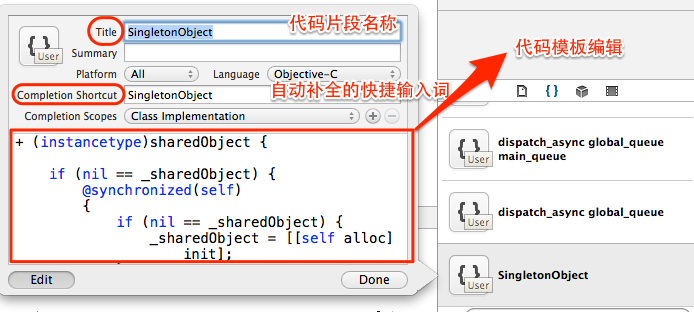 Title SingletonObject 代码片段名称
User
Summary
Platform All Language Objective-C
Completion Shortcut SingletonObject 自动补全的快捷输入词
Completion Scopes Class Implementation
+ (instancetype)sharedObject {
if (nil == _sharedObject) {
@synchronized(self)
{
if (nil == _sharedObject) {
_sharedObject = [[self alloc]
init];
Edit Done
代码模板编辑
{ }
User
dispatch_async global_queue
main_queue
{ }
User
dispatch_async global_queue
{ }
User
SingletonObject